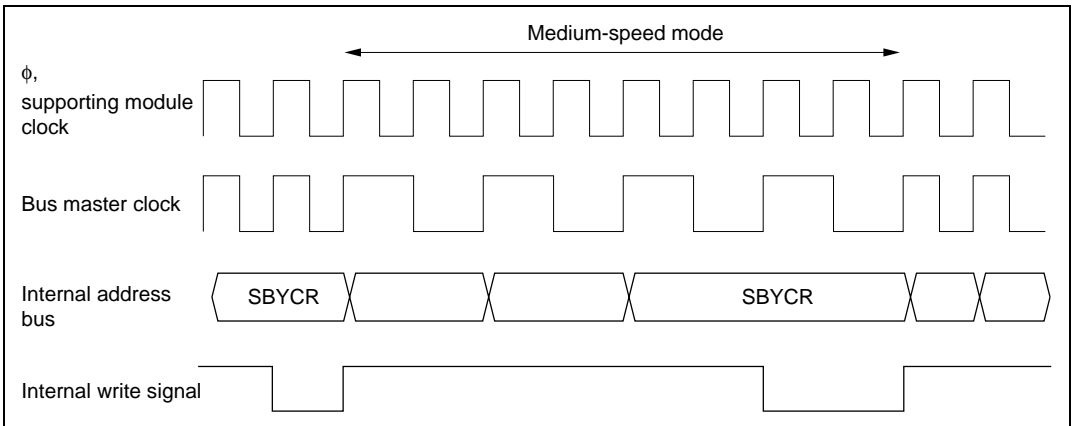 Medium-speed mode
ϕ,
supporting module
clock
Bus master clock
Internal address
bus
SBYCR
SBYCR
Internal write signal